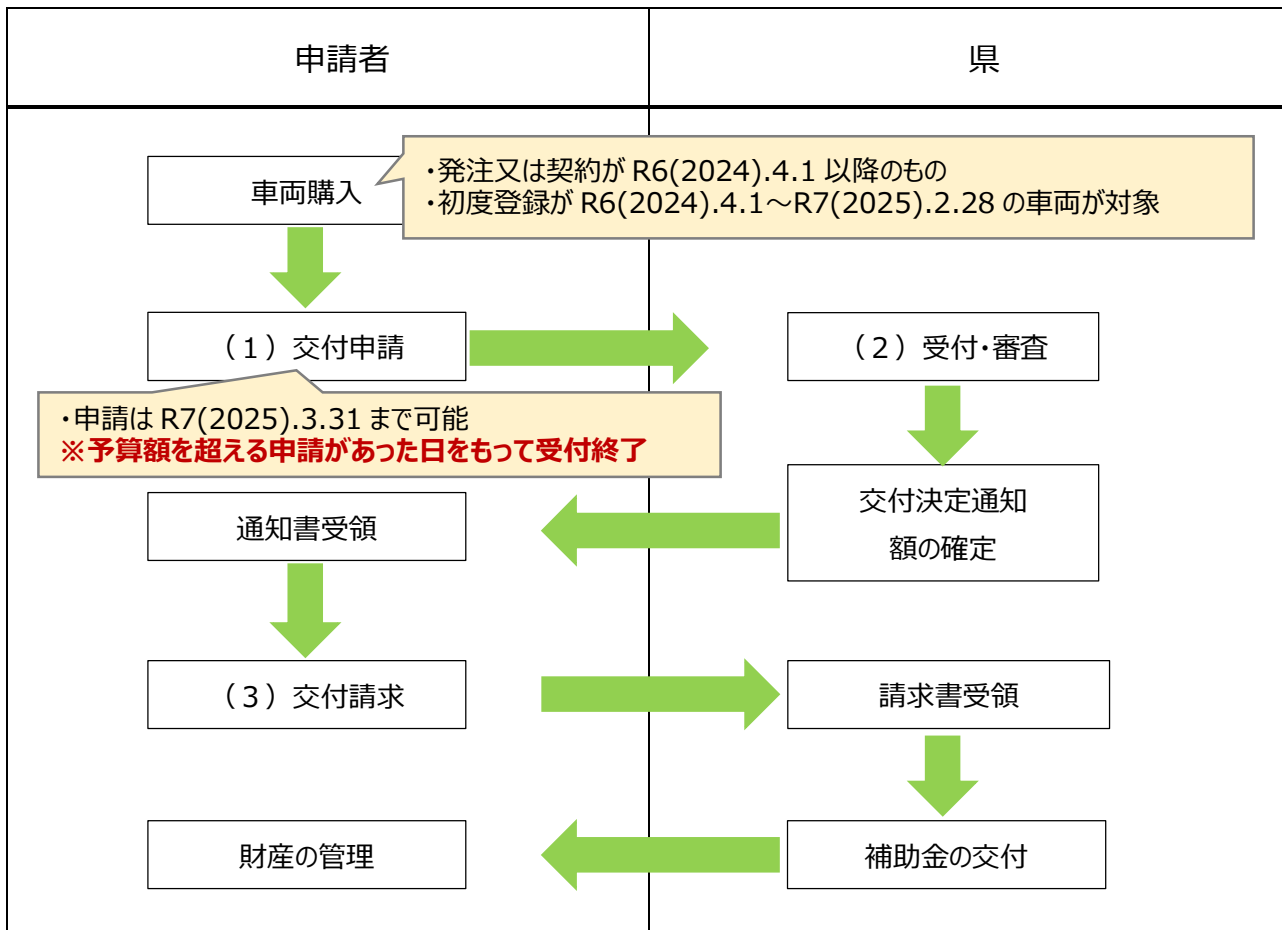 申請者
県
車両購入
・発注又は契約が R6(2024).4.1 以降のもの
・初度登録が R6(2024).4.1～R7(2025).2.28 の車両が対象
（１）交付申請
（２）受付・審査
・申請は R7(2025).3.31 まで可能
※予算額を超える申請があった日をもって受付終了
通知書受領
交付決定通知
額の確定
（３）交付請求
請求書受領
財産の管理
補助金の交付